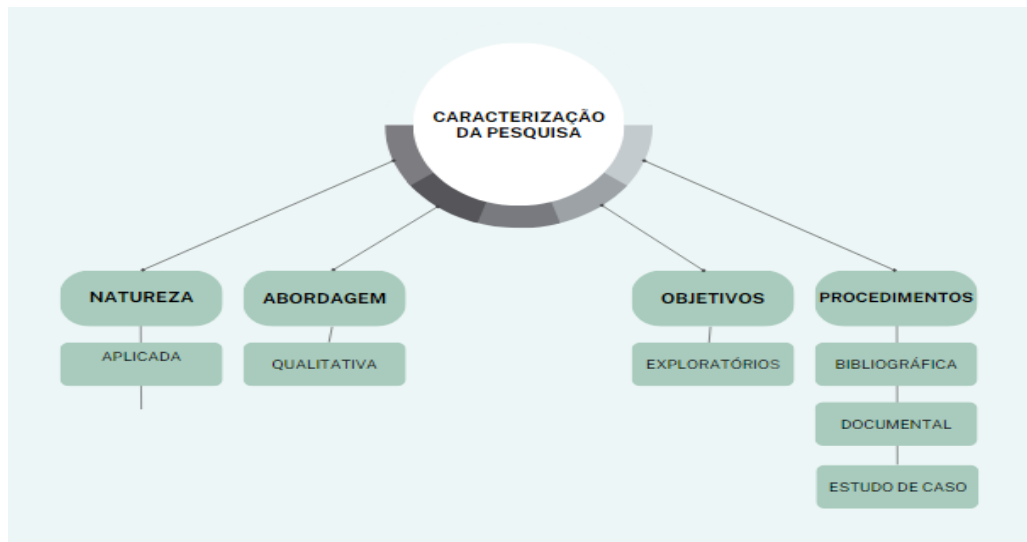 CARACTERIZAÇÃO
DA PESQUISA
NATUREZA
ABORDAGEM
OBJETIVOS
PROCEDIMENTOS
APLICADA
QUALITATIVA
EXPLORATÓRIOS
BIBLIOGRÁFICA
DOCUMENTAL
ESTUDO DE CASO